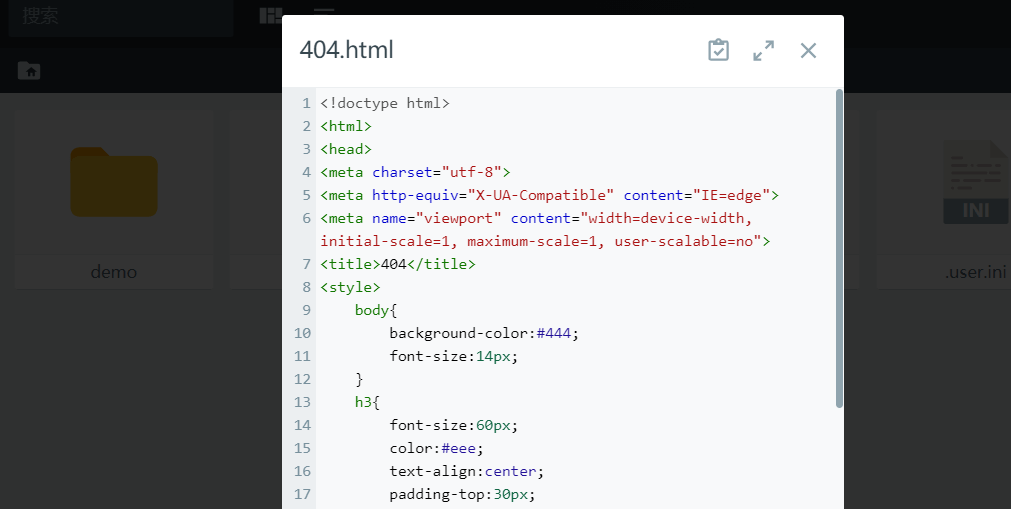 搜索
404.html
1 <!doctype html>
2 <html>
3 <head>
4 <meta charset="utf-8">
5 <meta http-equiv="X-UA-Compatible" content="IE=edge">
6 <meta name="viewport" content="width=device-width,
initial-scale=1, maximum-scale=1, user-scalable=no">
7 <title>404</title>
8 <style>
9     body{
10         background-color:#444;
11         font-size:14px;
12     }
13     h3{
14         font-size:60px;
15         color:#eee;
16         text-align:center;
17         padding-top:30px;
INI
demo
.user.ini